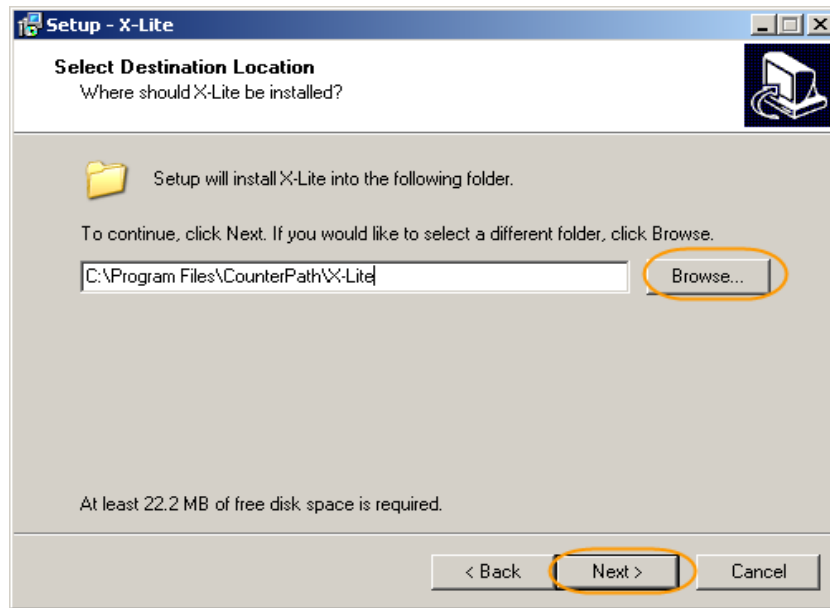 Setup - X-Lite
Select Destination Location
Where should X-Lite be installed?
Setup will install X-Lite into the following folder.
To continue, click Next. If you would like to select a different folder, click Browse.
C:\Program Files\CounterPath\X-Lite
Browse...
At least 22.2 MB of free disk space is required.
< Back Next > Cancel